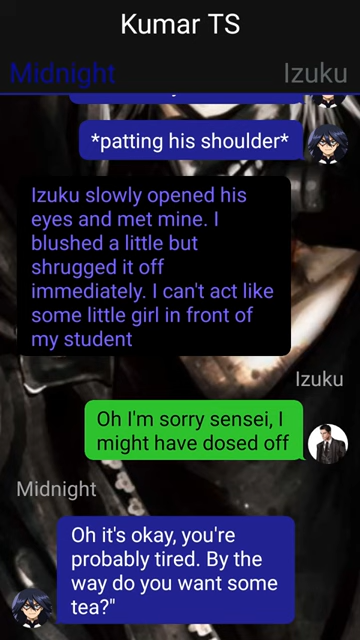 Kumar TS
Midnight
Izuku
*patting his shoulder*
Izuku slowly opened his
eyes and met mine. I
blushed a little but
shrugged it off
immediately. I can't act like
some little girl in front of
my student
Izuku
Oh I'm sorry sensei, I
might have dosed off
Midnight
Oh it's okay, you're
probably tired. By the
way do you want some
tea?"